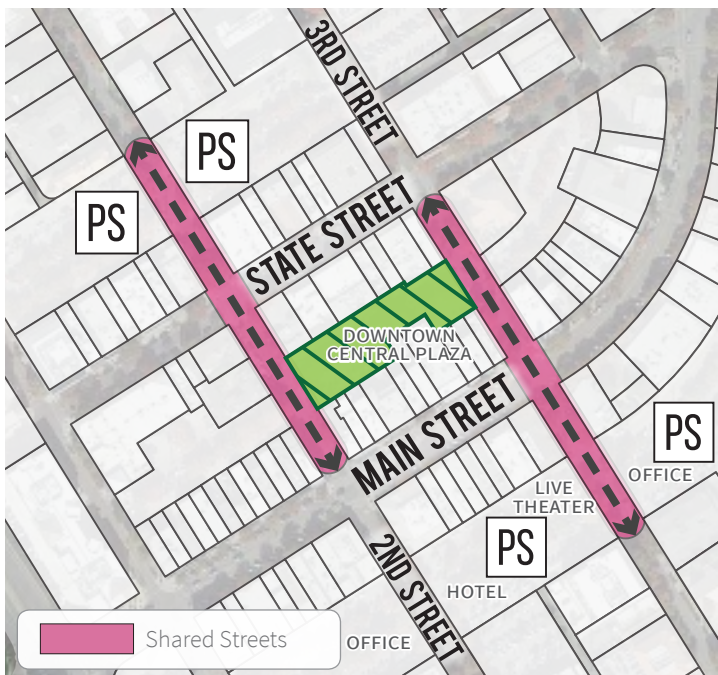 3RD STREET
PS
PS
STATE STREET
DOWNTOWN
CENTRAL PLAZA
MAIN STREET
PS
OFFICE
LIVE
THEATER
PS
2ND STREET
HOTEL
OFFICE
Shared Streets